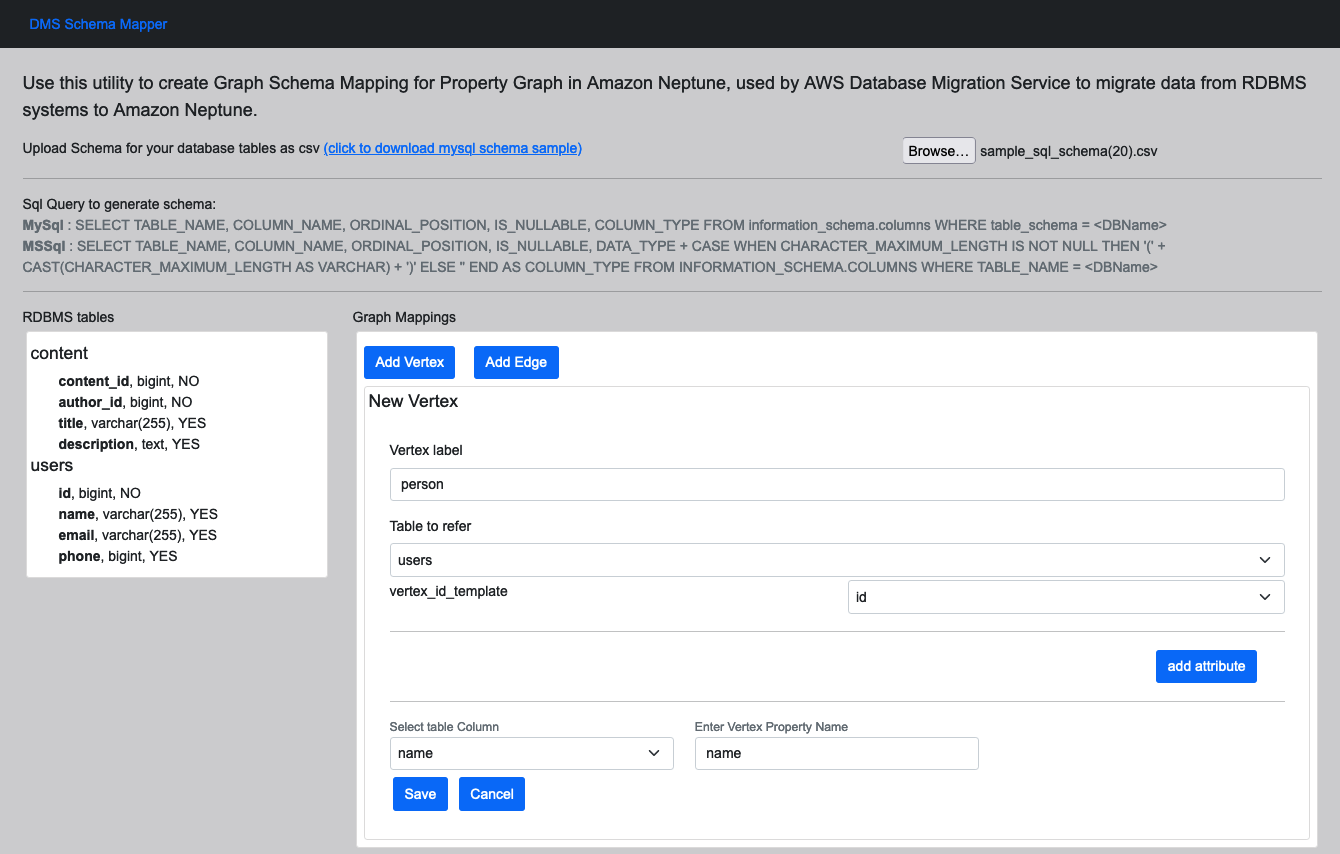 DMS Schema Mapper
Use this utility to create Graph Schema Mapping for Property Graph in Amazon Neptune, used by AWS Database Migration Service to migrate data from RDBMS
systems to Amazon Neptune.
Upload Schema for your database tables as csv (click to download mysql schema sample)
Browse… sample_sql_schema(20).csv
Sql Query to generate schema:
MySql : SELECT TABLE_NAME, COLUMN_NAME, ORDINAL_POSITION, IS_NULLABLE, COLUMN_TYPE FROM information_schema.columns WHERE table_schema = <DBName>
MSSql : SELECT TABLE_NAME, COLUMN_NAME, ORDINAL_POSITION, IS_NULLABLE, DATA_TYPE + CASE WHEN CHARACTER_MAXIMUM_LENGTH IS NOT NULL THEN '(' +
CAST(CHARACTER_MAXIMUM_LENGTH AS VARCHAR) + ')' ELSE '' END AS COLUMN_TYPE FROM INFORMATION_SCHEMA.COLUMNS WHERE TABLE_NAME = <DBName>
RDBMS tables
content
content_id, bigint, NO
author_id, bigint, NO
title, varchar(255), YES
description, text, YES
users
id, bigint, NO
name, varchar(255), YES
email, varchar(255), YES
phone, bigint, YES
Graph Mappings
Add Vertex Add Edge
New Vertex
Vertex label
person
Table to refer
users
vertex_id_template id
add attribute
Select table Column Enter Vertex Property Name
name name
Save Cancel